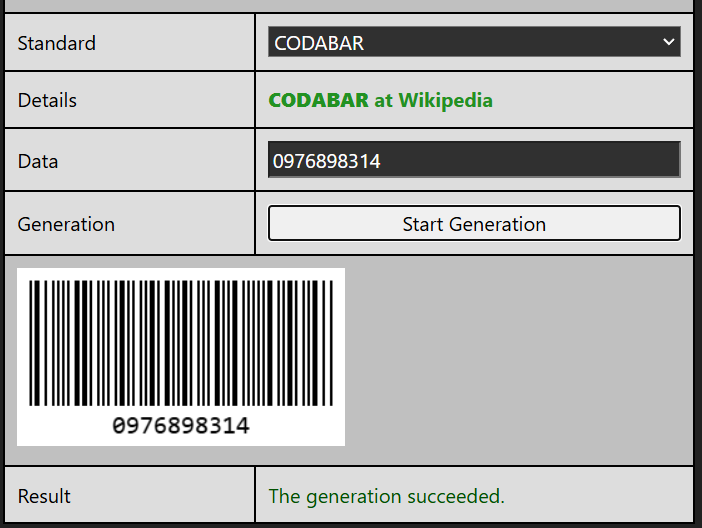 Standard
CODABAR
Details
CODABAR at Wikipedia
Data
0976898314
Generation
Start Generation
0976898314
Result
The generation succeeded.